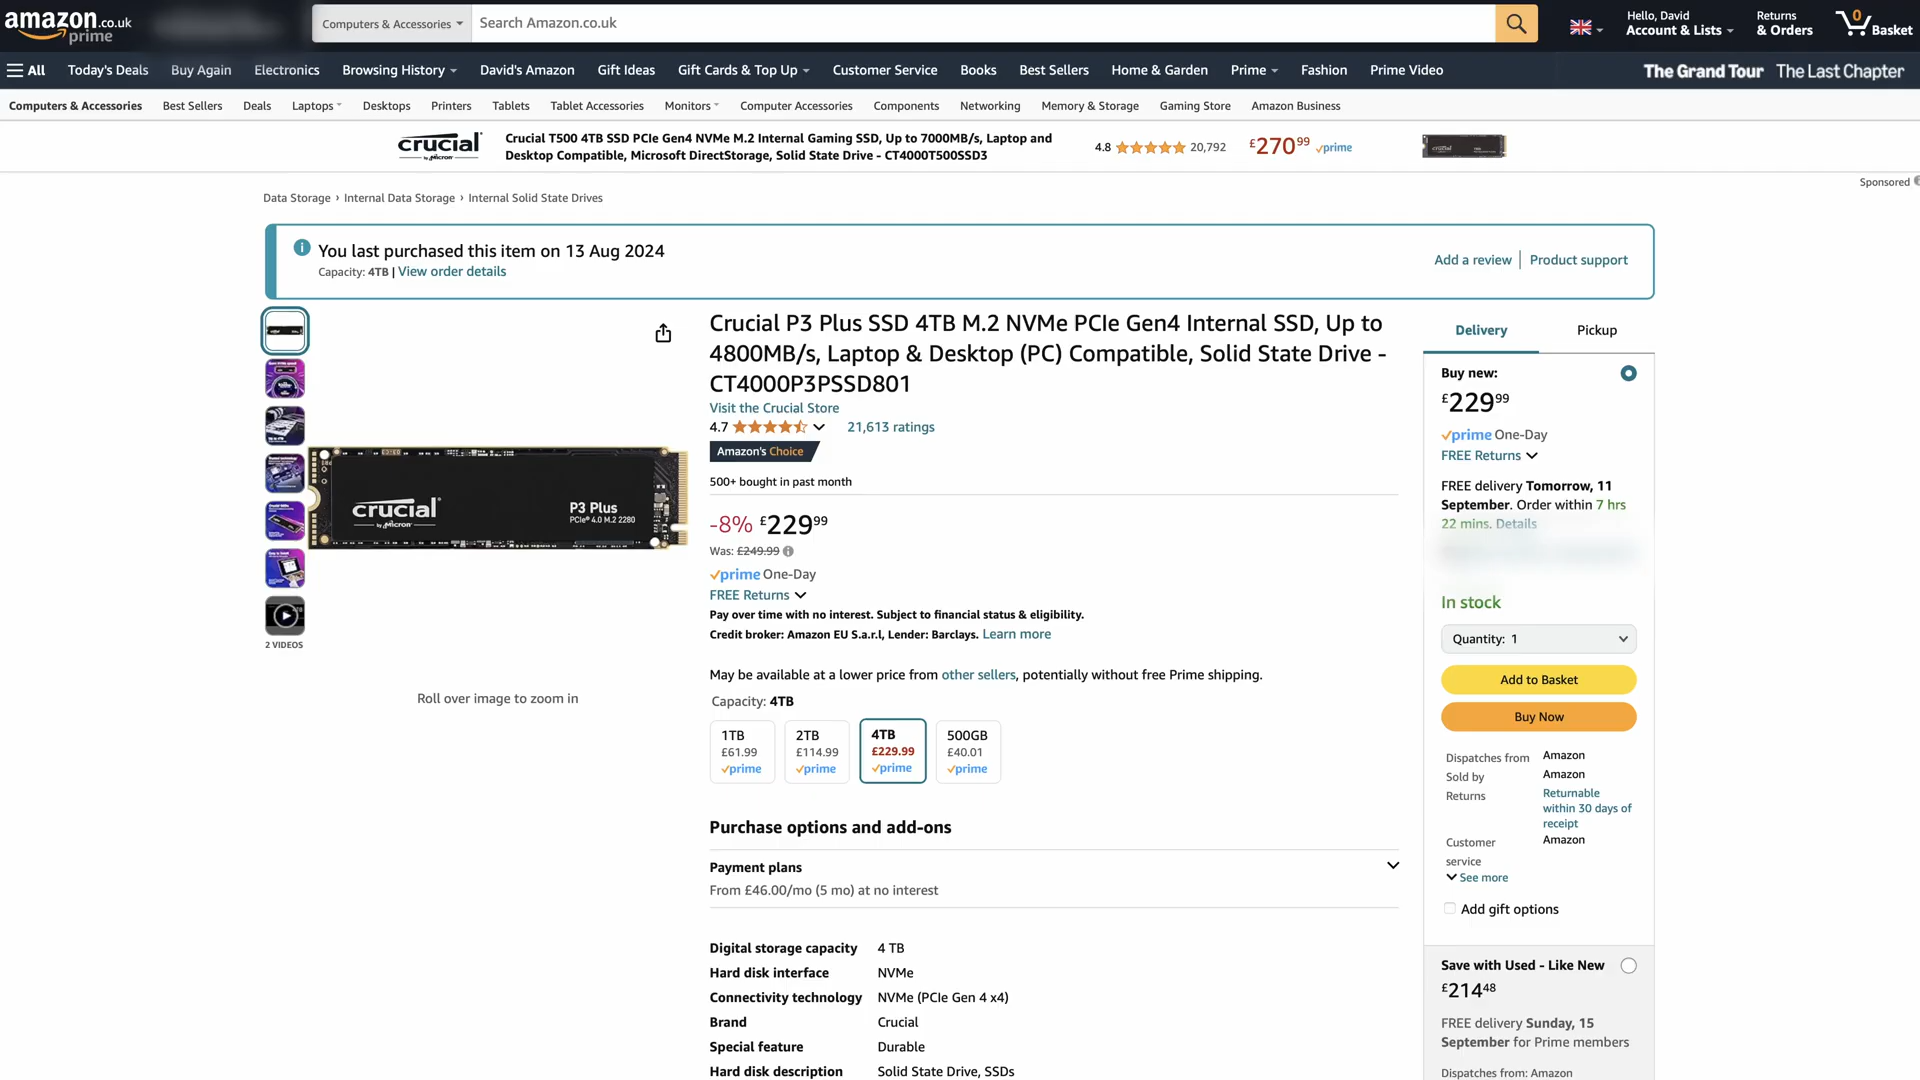 amazon.co.uk
prime
Computers & Accessories
Search Amazon.co.uk
Hello, David
Account & Lists
Returns
& Orders
0
Basket
All
Today's Deals
Buy Again
Electronics
Browsing History
David's Amazon
Gift Ideas
Gift Cards & Top Up
Customer Service
Books
Best Sellers
Home & Garden
Prime
Fashion
Prime Video
The Grand Tour The Last Chapter
Computers & Accessories
Best Sellers
Deals
Laptops
Desktops
Printers
Tablets
Tablet Accessories
Monitors
Computer Accessories
Components
Networking
Memory & Storage
Gaming Store
Amazon Business
crucial
by Micron
Crucial T500 4TB SSD PCIe Gen4 NVMe M.2 Internal Gaming SSD, Up to 7000MB/s, Laptop and
Desktop Compatible, Microsoft DirectStorage, Solid State Drive - CT4000T500SSD3
4.8
20,792
£270 99
prime
Sponsored
Data Storage › Internal Data Storage › Internal Solid State Drives
You last purchased this item on 13 Aug 2024
Capacity: 4TB | View order details
Add a review
Product support
2 VIDEOS
crucial
by Micron
P3 Plus
PCIe® 4.0 M.2 2280
Roll over image to zoom in
Crucial P3 Plus SSD 4TB M.2 NVMe PCIe Gen4 Internal SSD, Up to
4800MB/s, Laptop & Desktop (PC) Compatible, Solid State Drive -
CT4000P3PSSD801
Visit the Crucial Store
4.7
21,613 ratings
Amazon's Choice
500+ bought in past month
-8% £229 99
Was: £249.99
prime One-Day
FREE Returns
Pay over time with no interest. Subject to financial status & eligibility.
Credit broker: Amazon EU S.a.r.l, Lender: Barclays. Learn more
May be available at a lower price from other sellers, potentially without free Prime shipping.
Capacity: 4TB
1TB
£61.99
prime
2TB
£114.99
prime
4TB
£229.99
prime
500GB
£40.01
prime
Purchase options and add-ons
Payment plans
From £46.00/mo (5 mo) at no interest
Digital storage capacity 4 TB
Hard disk interface NVMe
Connectivity technology NVMe (PCIe Gen 4 x4)
Brand Crucial
Special feature Durable
Hard disk description Solid State Drive, SSDs
Delivery
Pickup
Buy new:
£229 99
prime One-Day
FREE Returns
FREE delivery Tomorrow, 11
September. Order within 7 hrs
22 mins. Details
In stock
Quantity: 1
Add to Basket
Buy Now
Dispatches from Amazon
Sold by Amazon
Returns Returnable
within 30 days of
receipt
Customer
service
Amazon
See more
Add gift options
Save with Used - Like New
£214 48
FREE delivery Sunday, 15
September for Prime members
Dispatches from: Amazon